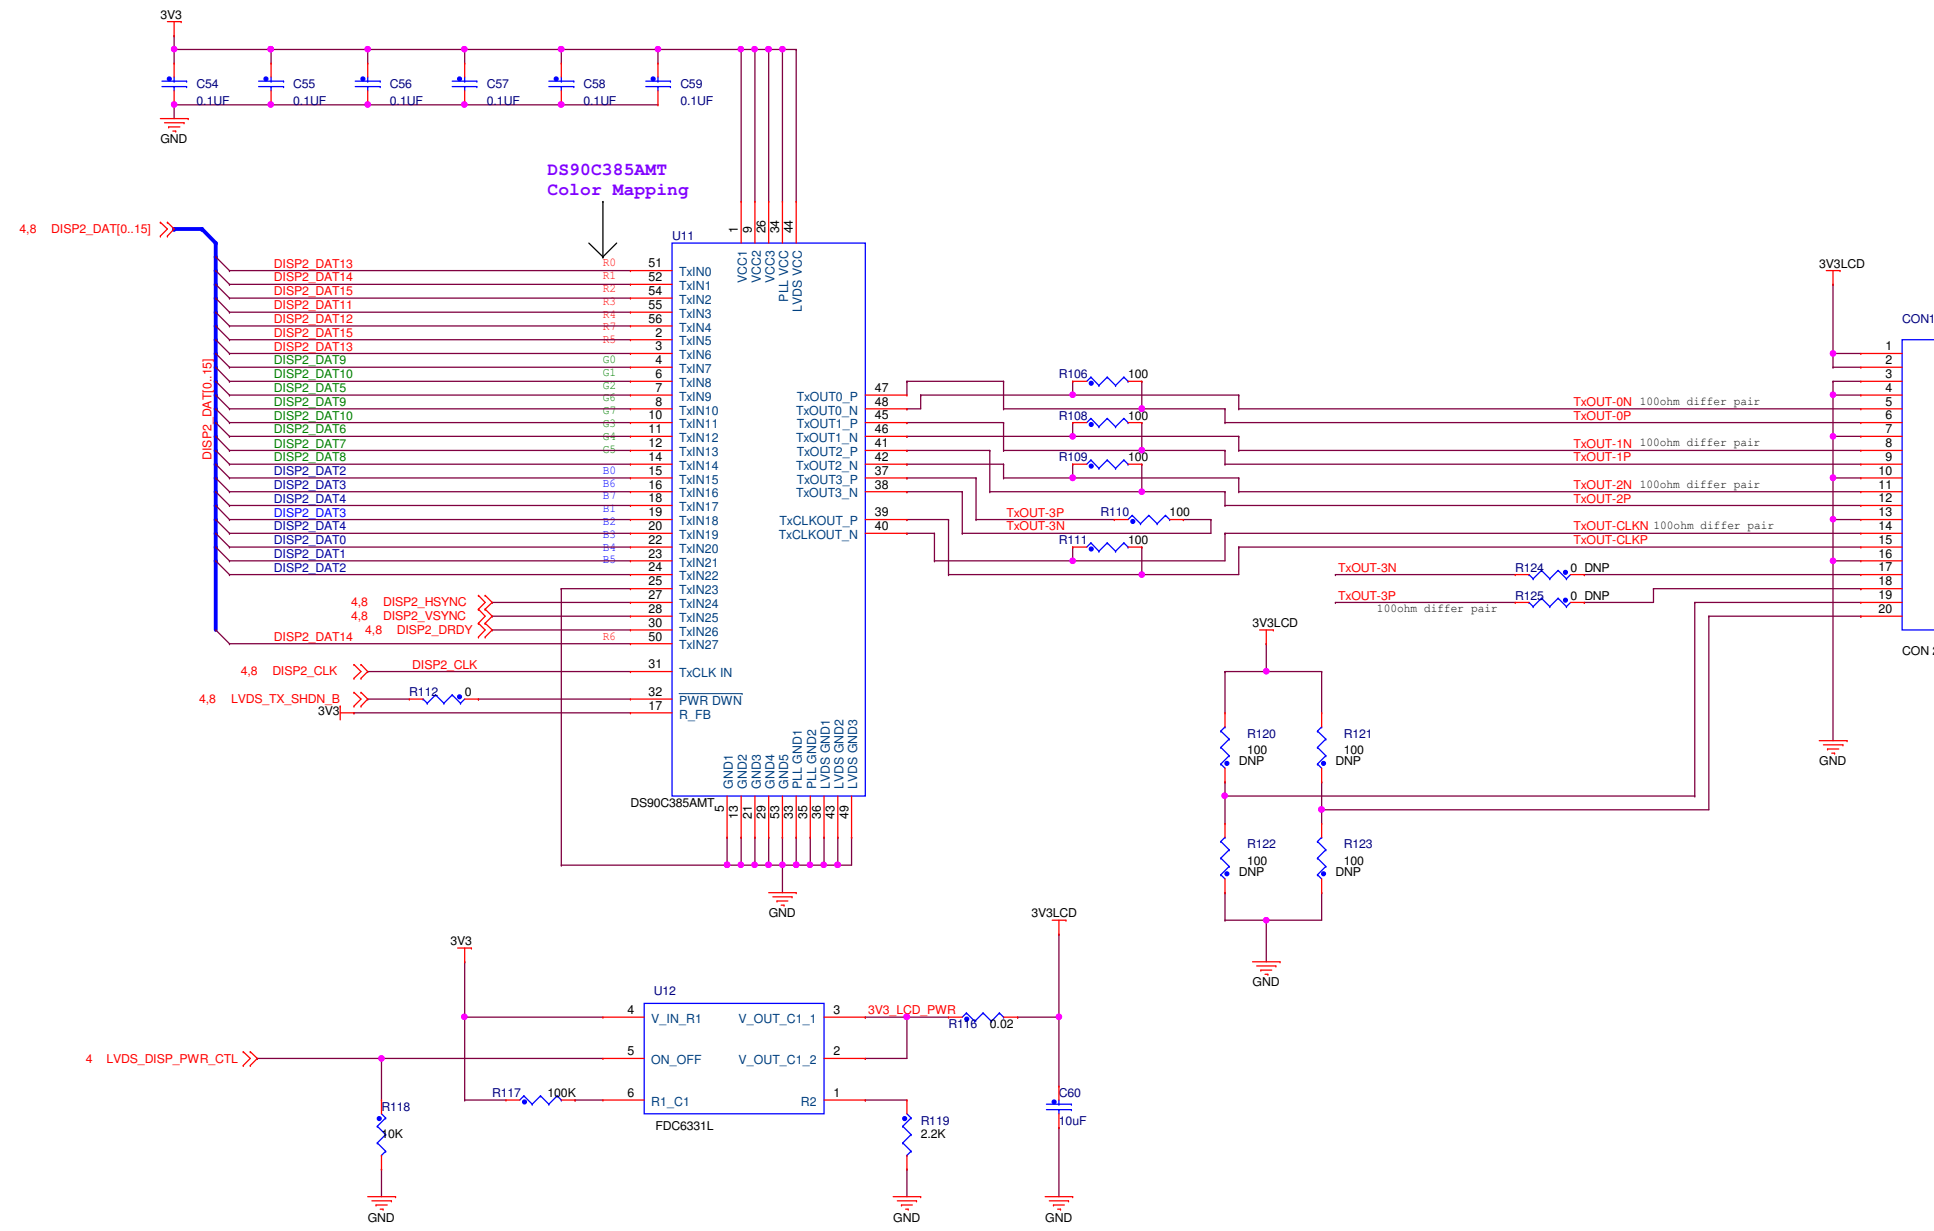 3V3
C54 C55 C56 C57 C58 C59
0.1UF 0.1UF 0.1UF 0.1UF 0.1UF 0.1UF
GND
DS90C385AMT
Color Mapping
4,8 DISP2_DAT[0..15]
DISP2_DAT[0..15]
U11
1 9 26 34 44
VCC1 VCC2 VCC3 PLL VCC LVDS VCC
DISP2_DAT13 R0 51 TxIN0
DISP2_DAT14 R1 52 TxIN1
DISP2_DAT15 R2 54 TxIN2
DISP2_DAT11 R3 55 TxIN3
DISP2_DAT12 R4 56 TxIN4
DISP2_DAT15 R7 2 TxIN5
DISP2_DAT13 R5 3 TxIN6
DISP2_DAT9 G0 4 TxIN7
DISP2_DAT10 G1 6 TxIN8
DISP2_DAT5 G2 7 TxIN9
DISP2_DAT9 G6 8 TxIN10
DISP2_DAT10 G7 10 TxIN11
DISP2_DAT6 G3 11 TxIN12
DISP2_DAT7 G4 12 TxIN13
DISP2_DAT8 G5 14 TxIN14
DISP2_DAT2 B0 15 TxIN15
DISP2_DAT3 B6 16 TxIN16
DISP2_DAT4 B7 18 TxIN17
DISP2_DAT3 B1 19 TxIN18
DISP2_DAT4 B2 20 TxIN19
DISP2_DAT0 B3 22 TxIN20
DISP2_DAT1 B4 23 TxIN21
DISP2_DAT2 B5 24 TxIN22
25 TxIN23
4,8 DISP2_HSYNC 27 TxIN24
4,8 DISP2_VSYNC 28 TxIN25
4,8 DISP2_DRDY 30 TxIN26
DISP2_DAT14 R6 50 TxIN27
4,8 DISP2_CLK DISP2_CLK 31 TxCLK IN
4,8 LVDS_TX_SHDN_B R112 0 32 PWR DWN
3V3 17 R_FB
TxOUT0_P 47
TxOUT0_N 48
TxOUT1_P 45
TxOUT1_N 46
TxOUT2_P 41
TxOUT2_N 42
TxOUT3_P 37
TxOUT3_N 38
TxCLKOUT_P 39
TxCLKOUT_N 40
GND1 GND2 GND3 GND4 GND5 PLL GND1 PLL GND2 LVDS GND1 LVDS GND2 LVDS GND3
DS90C385AMT
5 13 21 29 53 33 35 36 43 49
GND
R106 100
R108 100
R109 100
TxOUT-3P R110 100
TxOUT-3N
R111 100
TxOUT-0N 100ohm differ pair
TxOUT-0P
TxOUT-1N 100ohm differ pair
TxOUT-1P
TxOUT-2N 100ohm differ pair
TxOUT-2P
TxOUT-CLKN 100ohm differ pair
TxOUT-CLKP
TxOUT-3N R124 0 DNP
TxOUT-3P R125 0 DNP
100ohm differ pair
3V3LCD
CON1
1
2
3
4
5
6
7
8
9
10
11
12
13
14
15
16
17
18
19
20
CON
GND
3V3LCD
R120 R121
100 100
DNP DNP
R122 R123
100 100
DNP DNP
GND
3V3
U12
4 V_IN_R1 V_OUT_C1_1 3
3V3_LCD_PWR
R116 0.02
3V3LCD
4 LVDS_DISP_PWR_CTL 5 ON_OFF V_OUT_C1_2 2
R117 100K 6 R1_C1 R2 1
FDC6331L
R118
10K
GND
R119
2.2K
GND
C60
10uF
GND